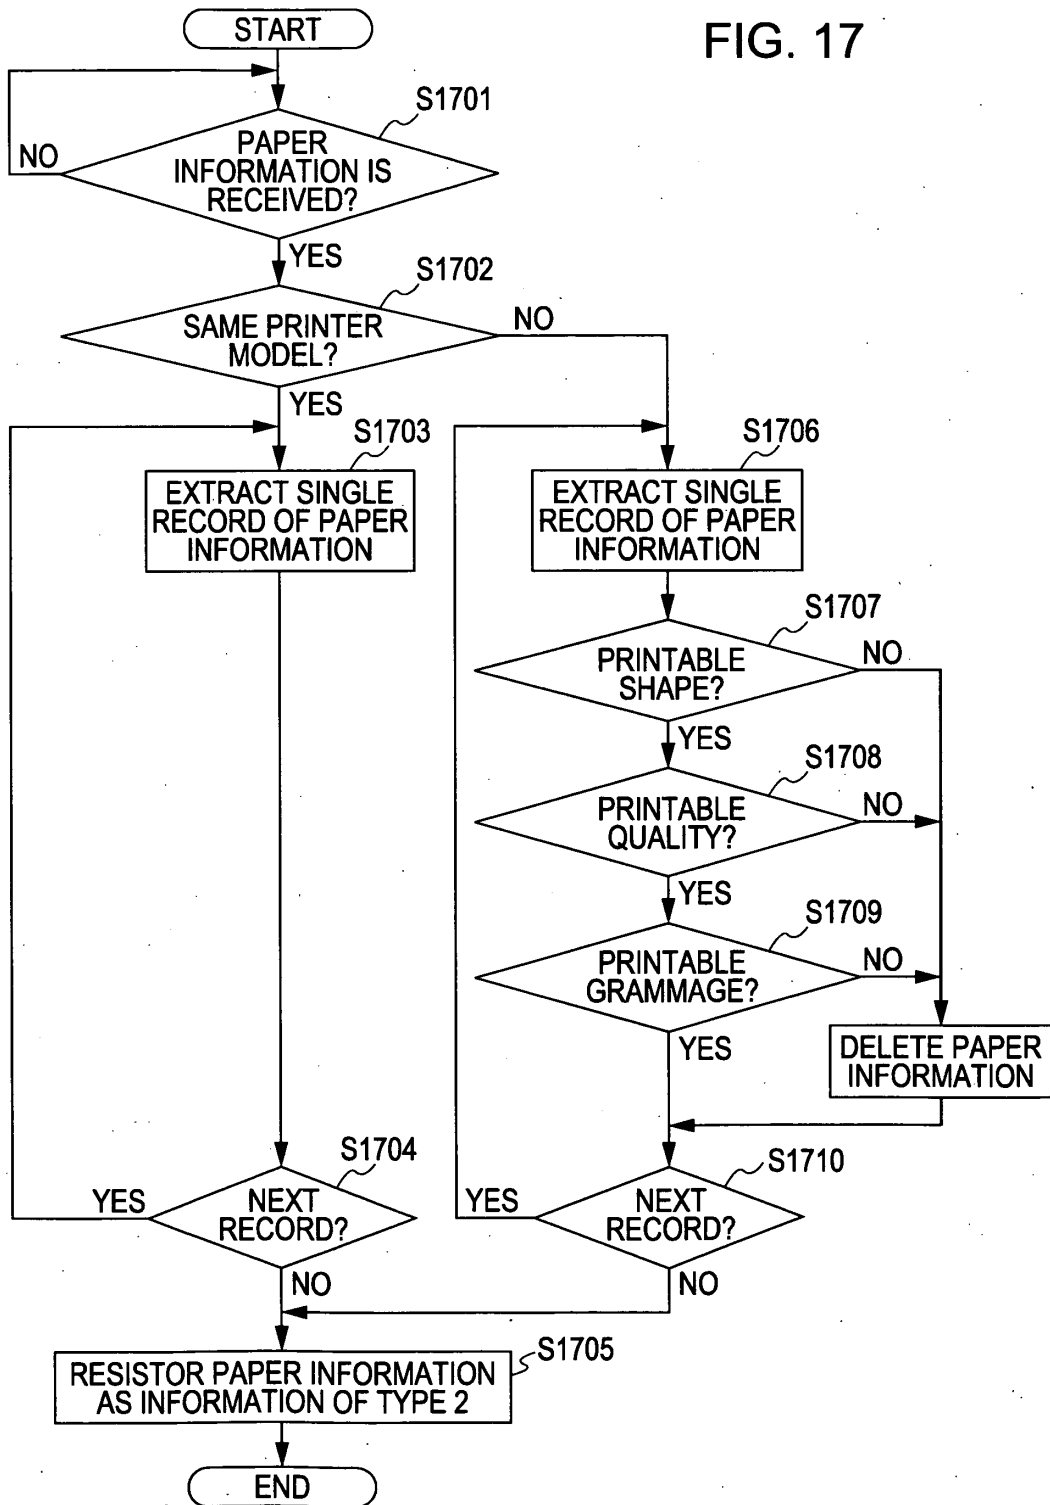 START
FIG. 17
S1701
PAPER
INFORMATION IS
RECEIVED?
NO
YES
S1702
SAME PRINTER
MODEL?
NO
YES
S1703
EXTRACT SINGLE
RECORD OF PAPER
INFORMATION
S1706
EXTRACT SINGLE
RECORD OF PAPER
INFORMATION
S1707
PRINTABLE
SHAPE?
NO
YES
S1708
PRINTABLE
QUALITY?
NO
YES
S1709
PRINTABLE
GRAMMAGE?
NO
YES
DELETE PAPER
INFORMATION
S1704
YES
NEXT
RECORD?
NO
S1710
YES
NEXT
RECORD?
NO
S1705
RESISTOR PAPER INFORMATION
AS INFORMATION OF TYPE 2
END